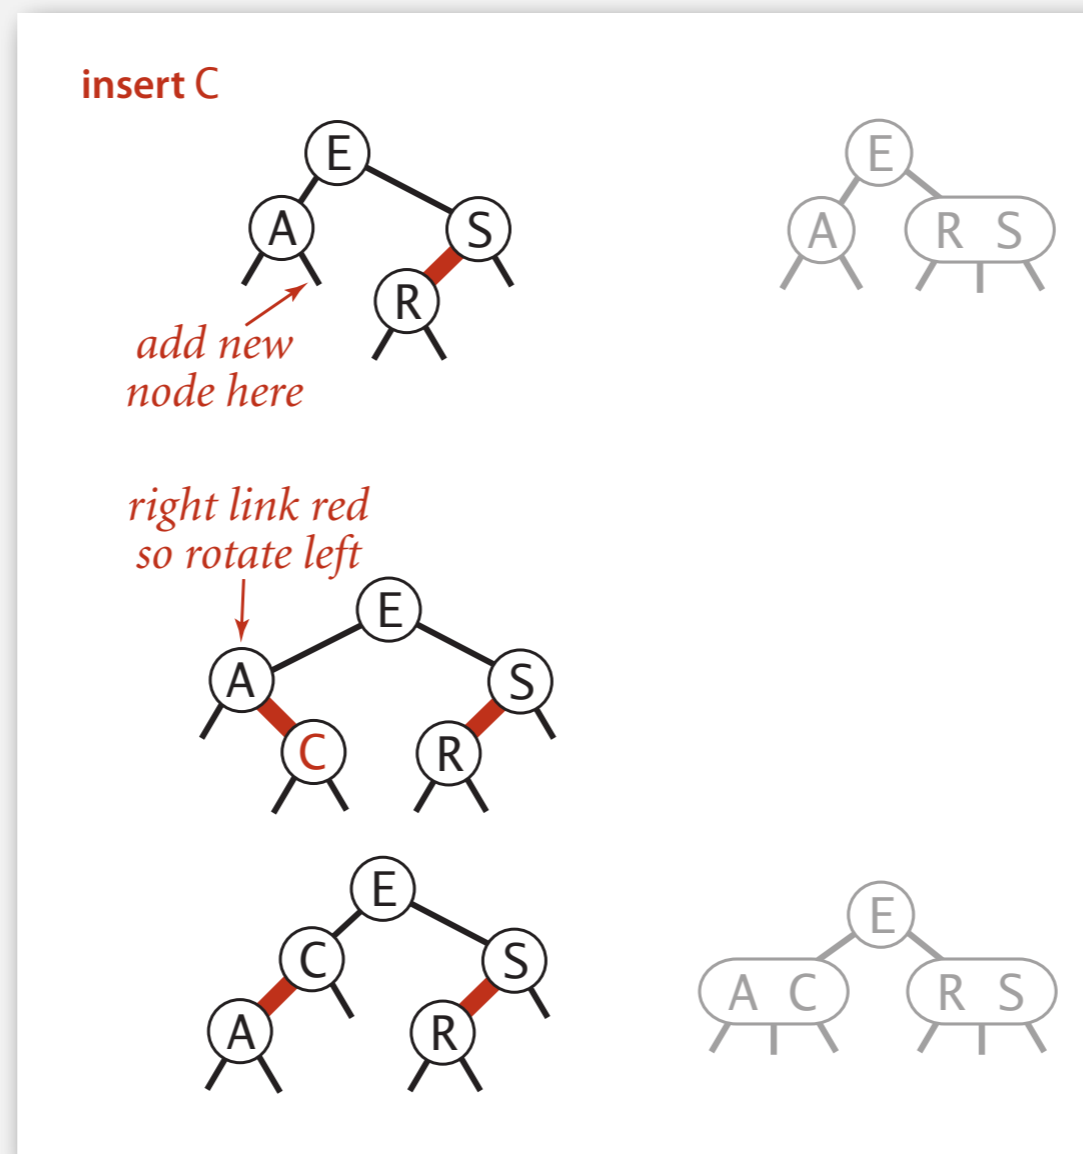 insert C
E
E
A
S
A
R S
R
add new
node here
right link red
so rotate left
E
A
S
C
R
E
E
C
S
A C
R S
A
R